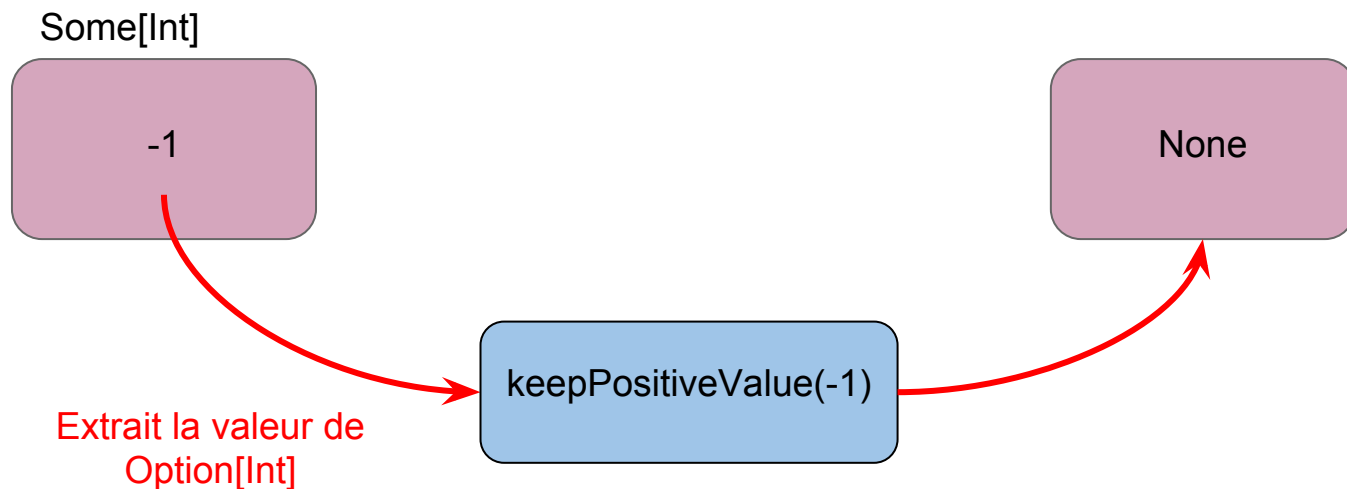 Some[Int]
-1
None
keepPositiveValue(-1)
Extrait la valeur de
Option[Int]